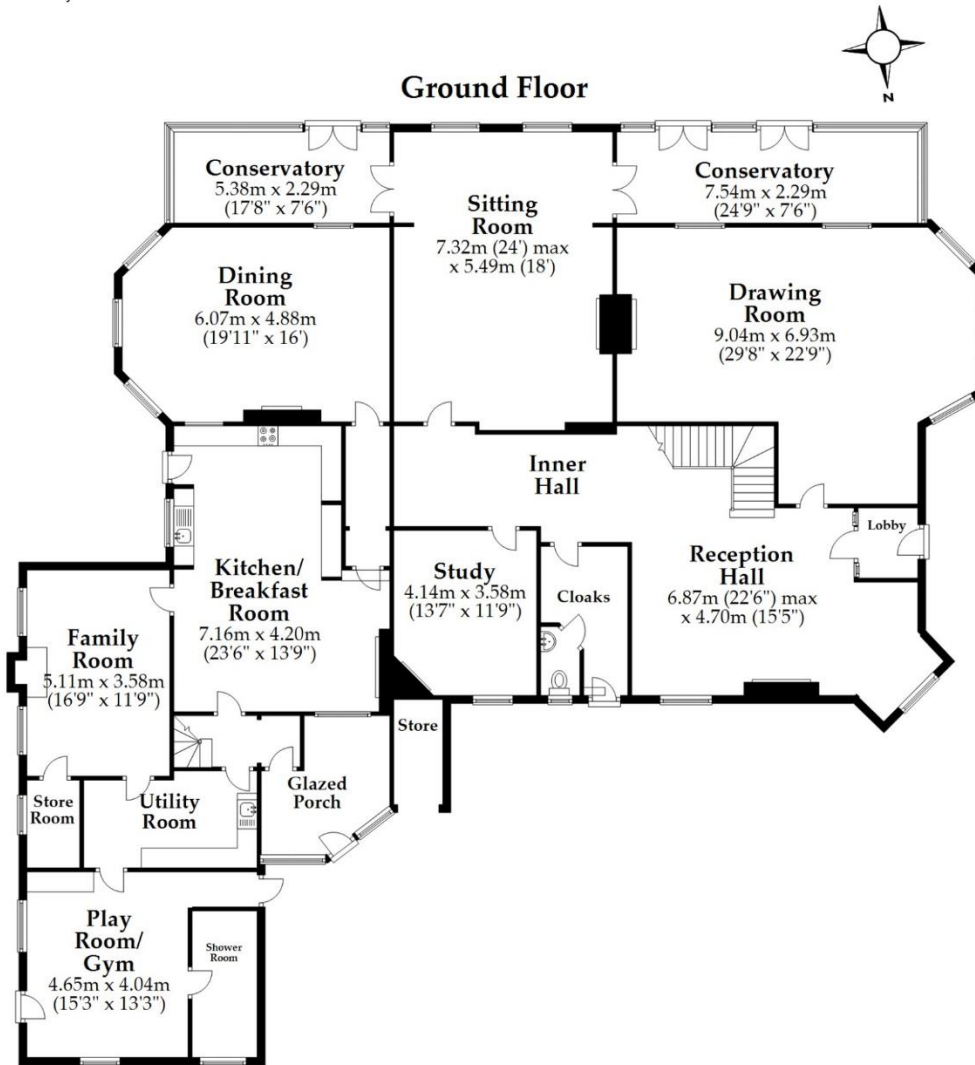 N
Ground Floor
Conservatory
5.38m x 2.29m
(17'8" x 7'6")
Sitting
Room
7.32m (24') max
x 5.49m (18')
Conservatory
7.54m x 2.29m
(24'9" x 7'6")
Dining
Room
6.07m x 4.88m
(19'11" x 16')
Drawing
Room
9.04m x 6.93m
(29'8" x 22'9")
Inner
Hall
Lobby
Kitchen/
Breakfast
Room
7.16m x 4.20m
(23'6" x 13'9")
Study
4.14m x 3.58m
(13'7" x 11'9")
Cloaks
Reception
Hall
6.87m (22'6") max
x 4.70m (15'5")
Family
Room
5.11m x 3.58m
(16'9" x 11'9")
Store
Glazed
Porch
Store
Room
Utility
Room
Play
Room/
Gym
4.65m x 4.04m
(15'3" x 13'3")
Shower
Room